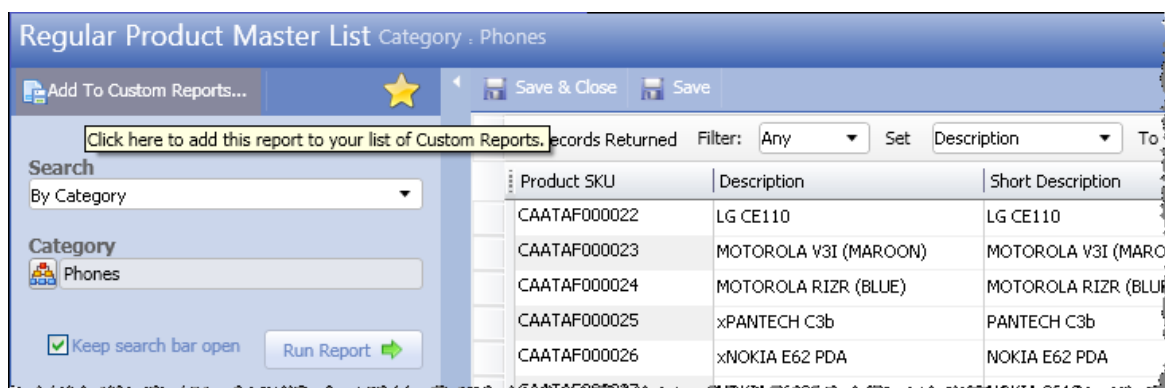 Regular Product Master List Category : Phones
Add To Custom Reports...
Save & Close Save
Click here to add this report to your list of Custom Reports.
ecords Returned Filter: Any Set Description To
Search
By Category
Category
Phones
Keep search bar open
Run Report
Product SKU Description Short Description
CAATAF000022 LG CE110 LG CE110
CAATAF000023 MOTOROLA V3I (MAROON) MOTOROLA V3I (MARO
CAATAF000024 MOTOROLA RIZR (BLUE) MOTOROLA RIZR (BLU
CAATAF000025 xPANTECH C3b PANTECH C3b
CAATAF000026 xNOKIA E62 PDA NOKIA E62 PDA